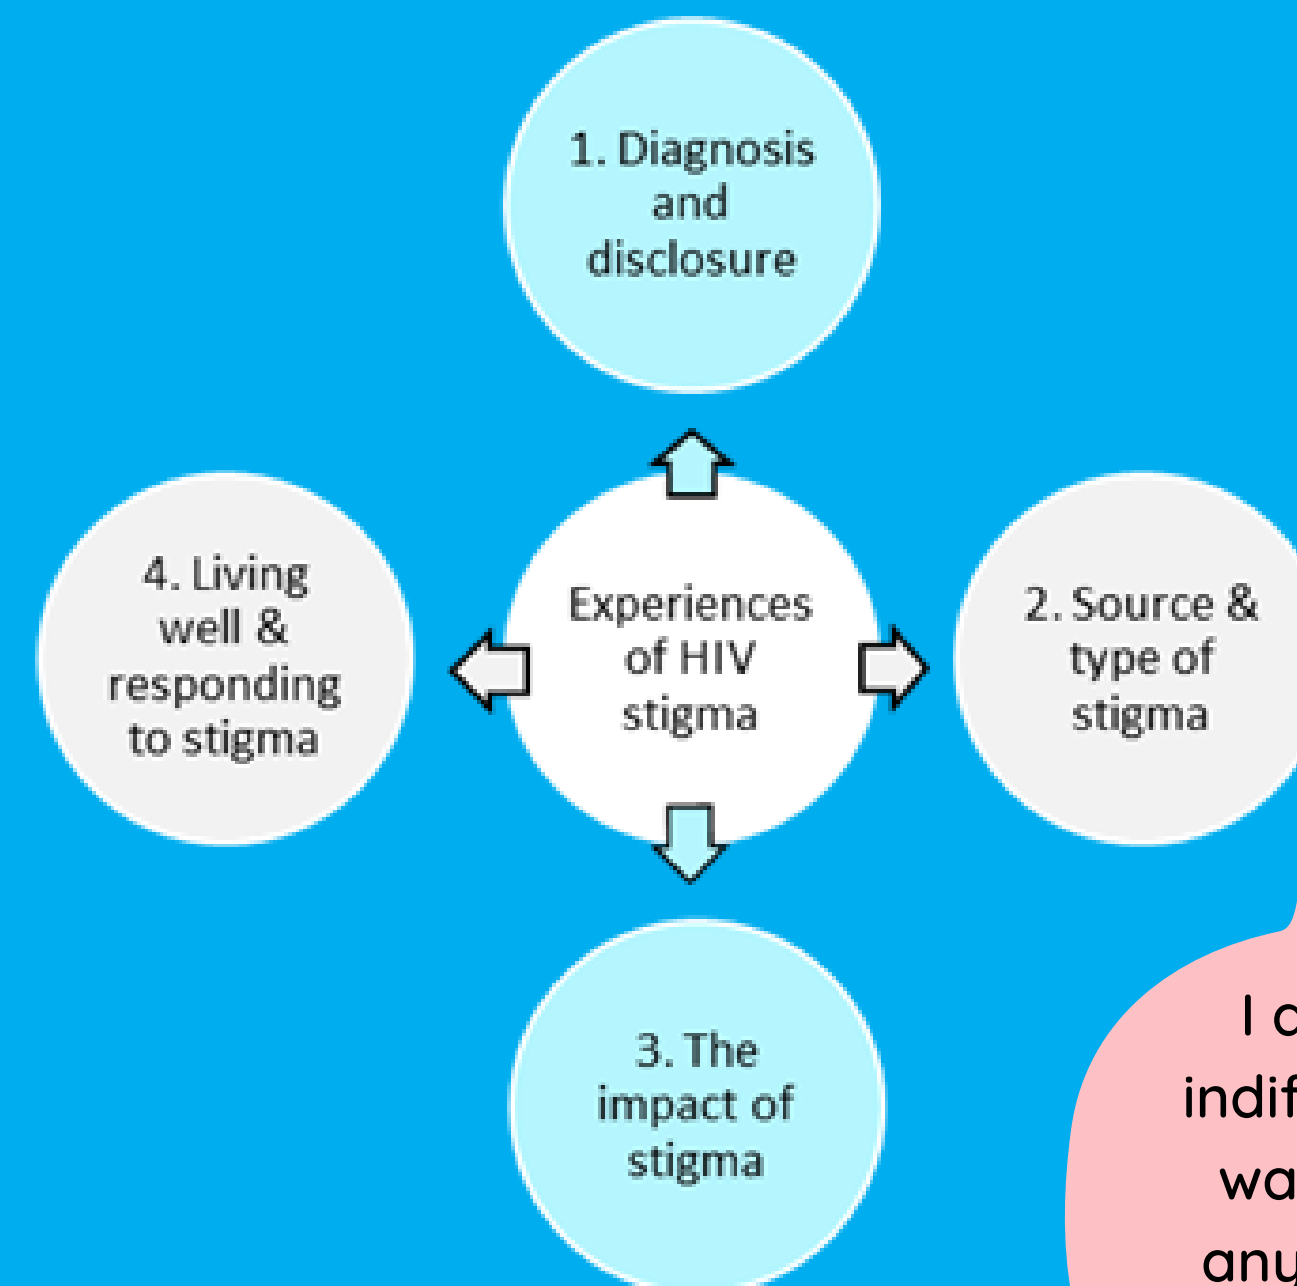 1. Diagnosis
and
disclosure
4. Living
well &
responding
to stigma
Experiences
of HIV
stigma
2. Source &
type of
stigma
3. The
impact of
stigma
I